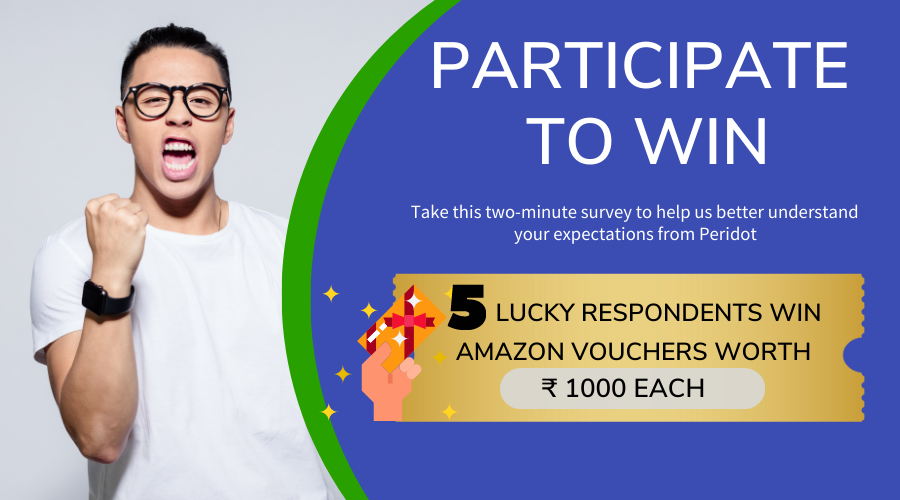 PARTICIPATE
TO WIN
Take this two-minute survey to help us better understand
your expectations from Peridot
5 LUCKY RESPONDENTS WIN
AMAZON VOUCHERS WORTH
₹ 1000 EACH